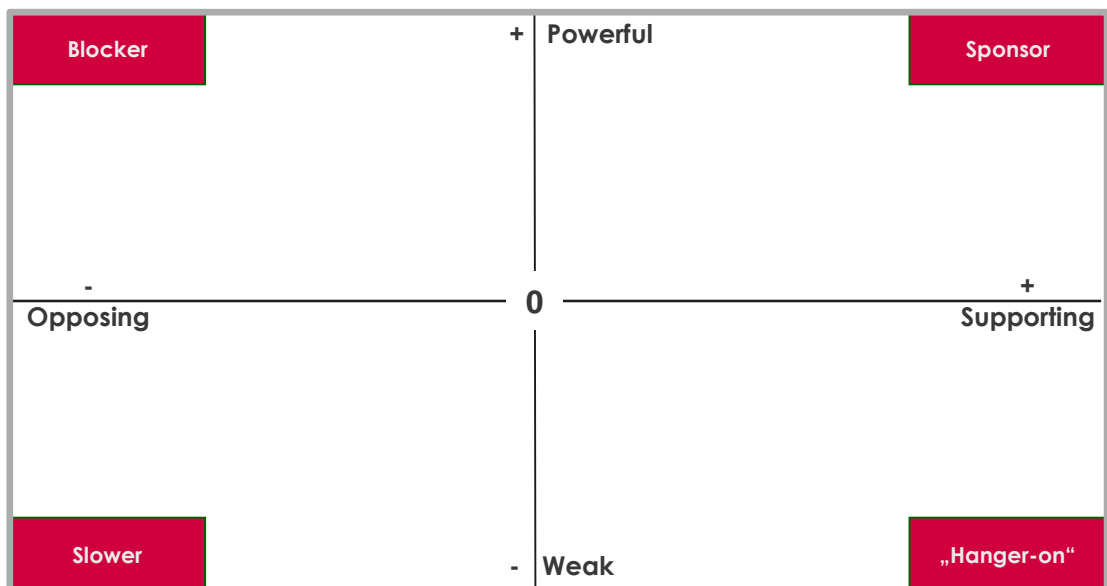 Blocker
+ Powerful
Sponsor
-
+
Opposing
0
Supporting
Slower
- Weak
„Hanger-on“